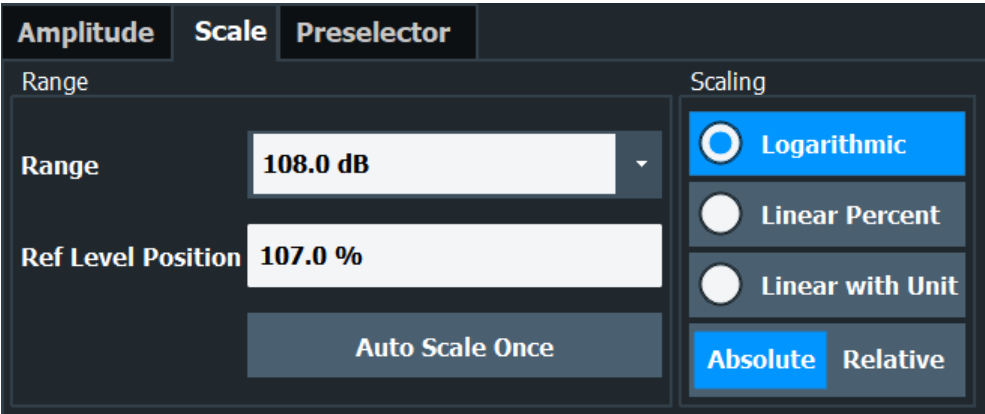 Amplitude Scale Preselector
Range
Range 108.0 dB
Ref Level Position 107.0 %
Auto Scale Once
Scaling
Logarithmic
Linear Percent
Linear with Unit
Absolute Relative